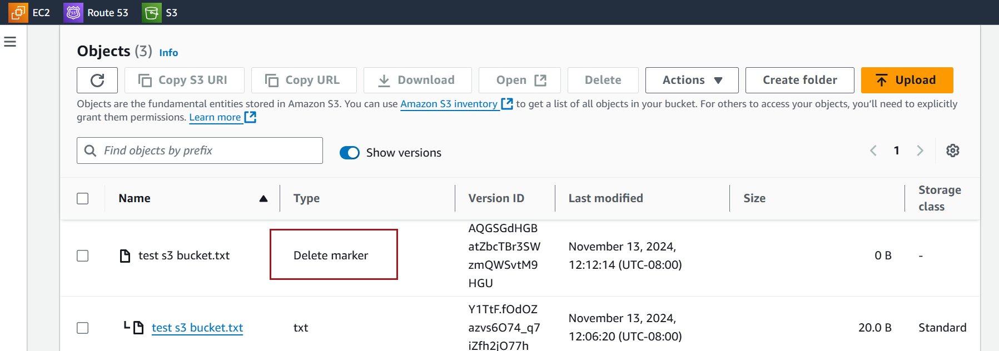 EC2 Route 53 S3
Objects (3) Info
Copy S3 URI Copy URL Download Open Delete Actions Create folder Upload
Objects are the fundamental entities stored in Amazon S3. You can use Amazon S3 inventory to get a list of all objects in your bucket. For others to access your objects, you’ll need to explicitly
grant them permissions. Learn more
Find objects by prefix Show versions 1
Name Type Version ID Last modified Size Storage
class
AQGSGdHGB
atZbcTBr3SW November 13, 2024,
test s3 bucket.txt Delete marker 0 B -
zmQWSvtM9 12:12:14 (UTC-08:00)
HGU
Y1TtF.fOdOZ
November 13, 2024,
test s3 bucket.txt txt azvs6O74_q7 20.0 B Standard
12:06:20 (UTC-08:00)
iZfh2jO77h